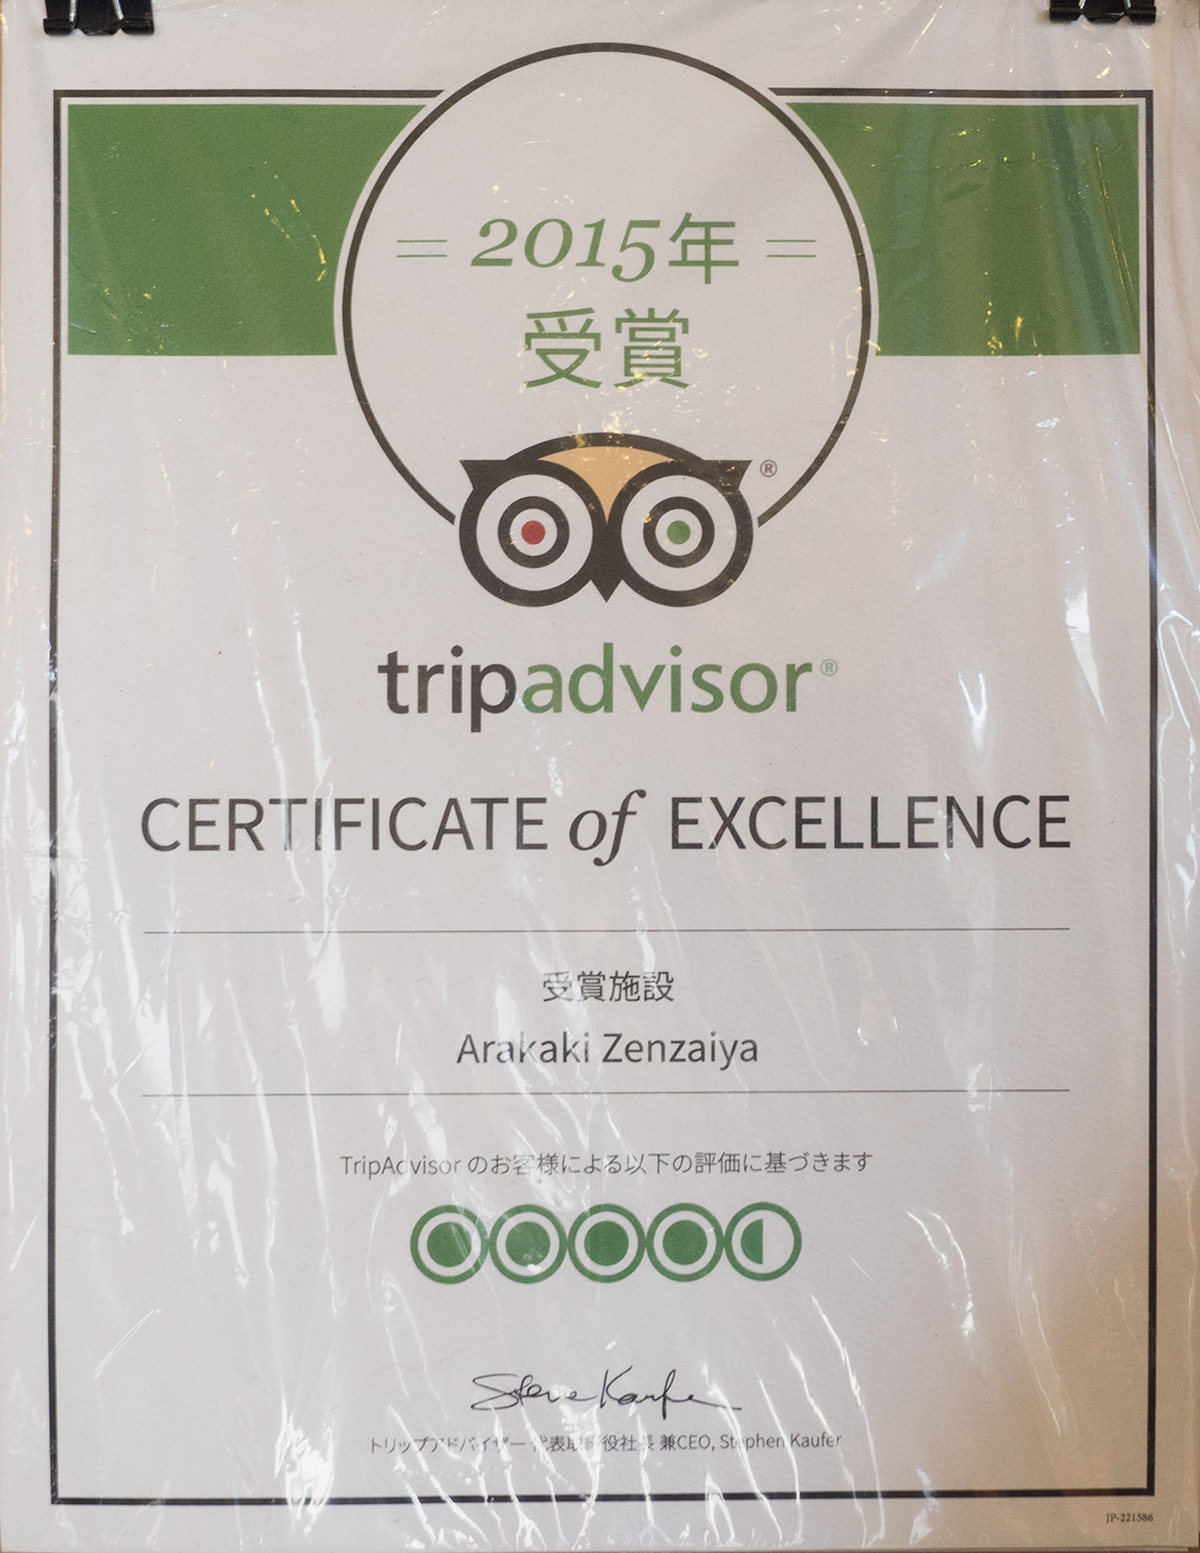 = 2015年 =
受賞
®
tripadvisor®
CERTIFICATE of EXCELLENCE
受賞施設
Arakaki Zenzaiya
TripAdvisor のお客様による以下の評価に基づきます
Steve Kaufer
トリップアドバイザー 代表取締役社長 兼CEO, Stephen Kaufer
JP-221586